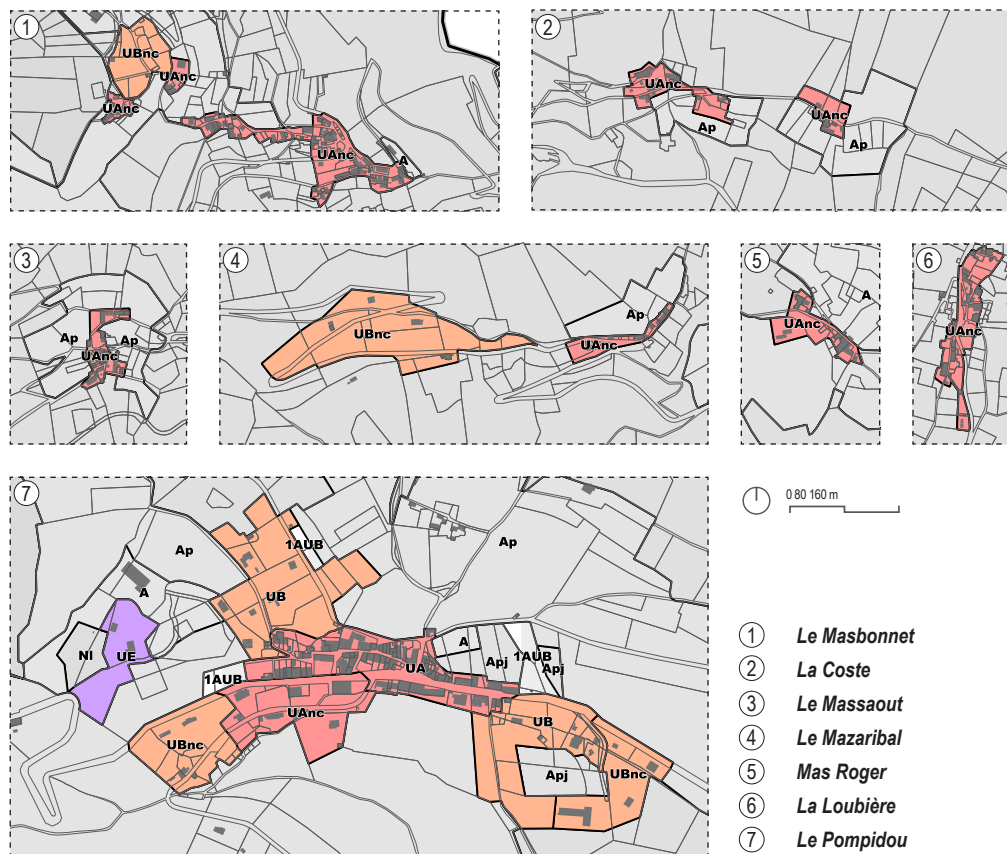 1
UBnc
UAnc
UAnc
UAnc
A
2
UAnc
Ap
UAnc
Ap
3
Ap
Ap
UAnc
4
UBnc
Ap
UAnc
5
A
UAnc
6
UAnc
7
Ap
1AUB
Ap
A
UB
Nl
UE
1AUB
UA
A
Apj
1AUB
Apj
UAnc
UBnc
UB
Apj
UBnc
0 80 160 m
1 Le Masbonnet
2 La Coste
3 Le Massaout
4 Le Mazaribal
5 Mas Roger
6 La Loubière
7 Le Pompidou